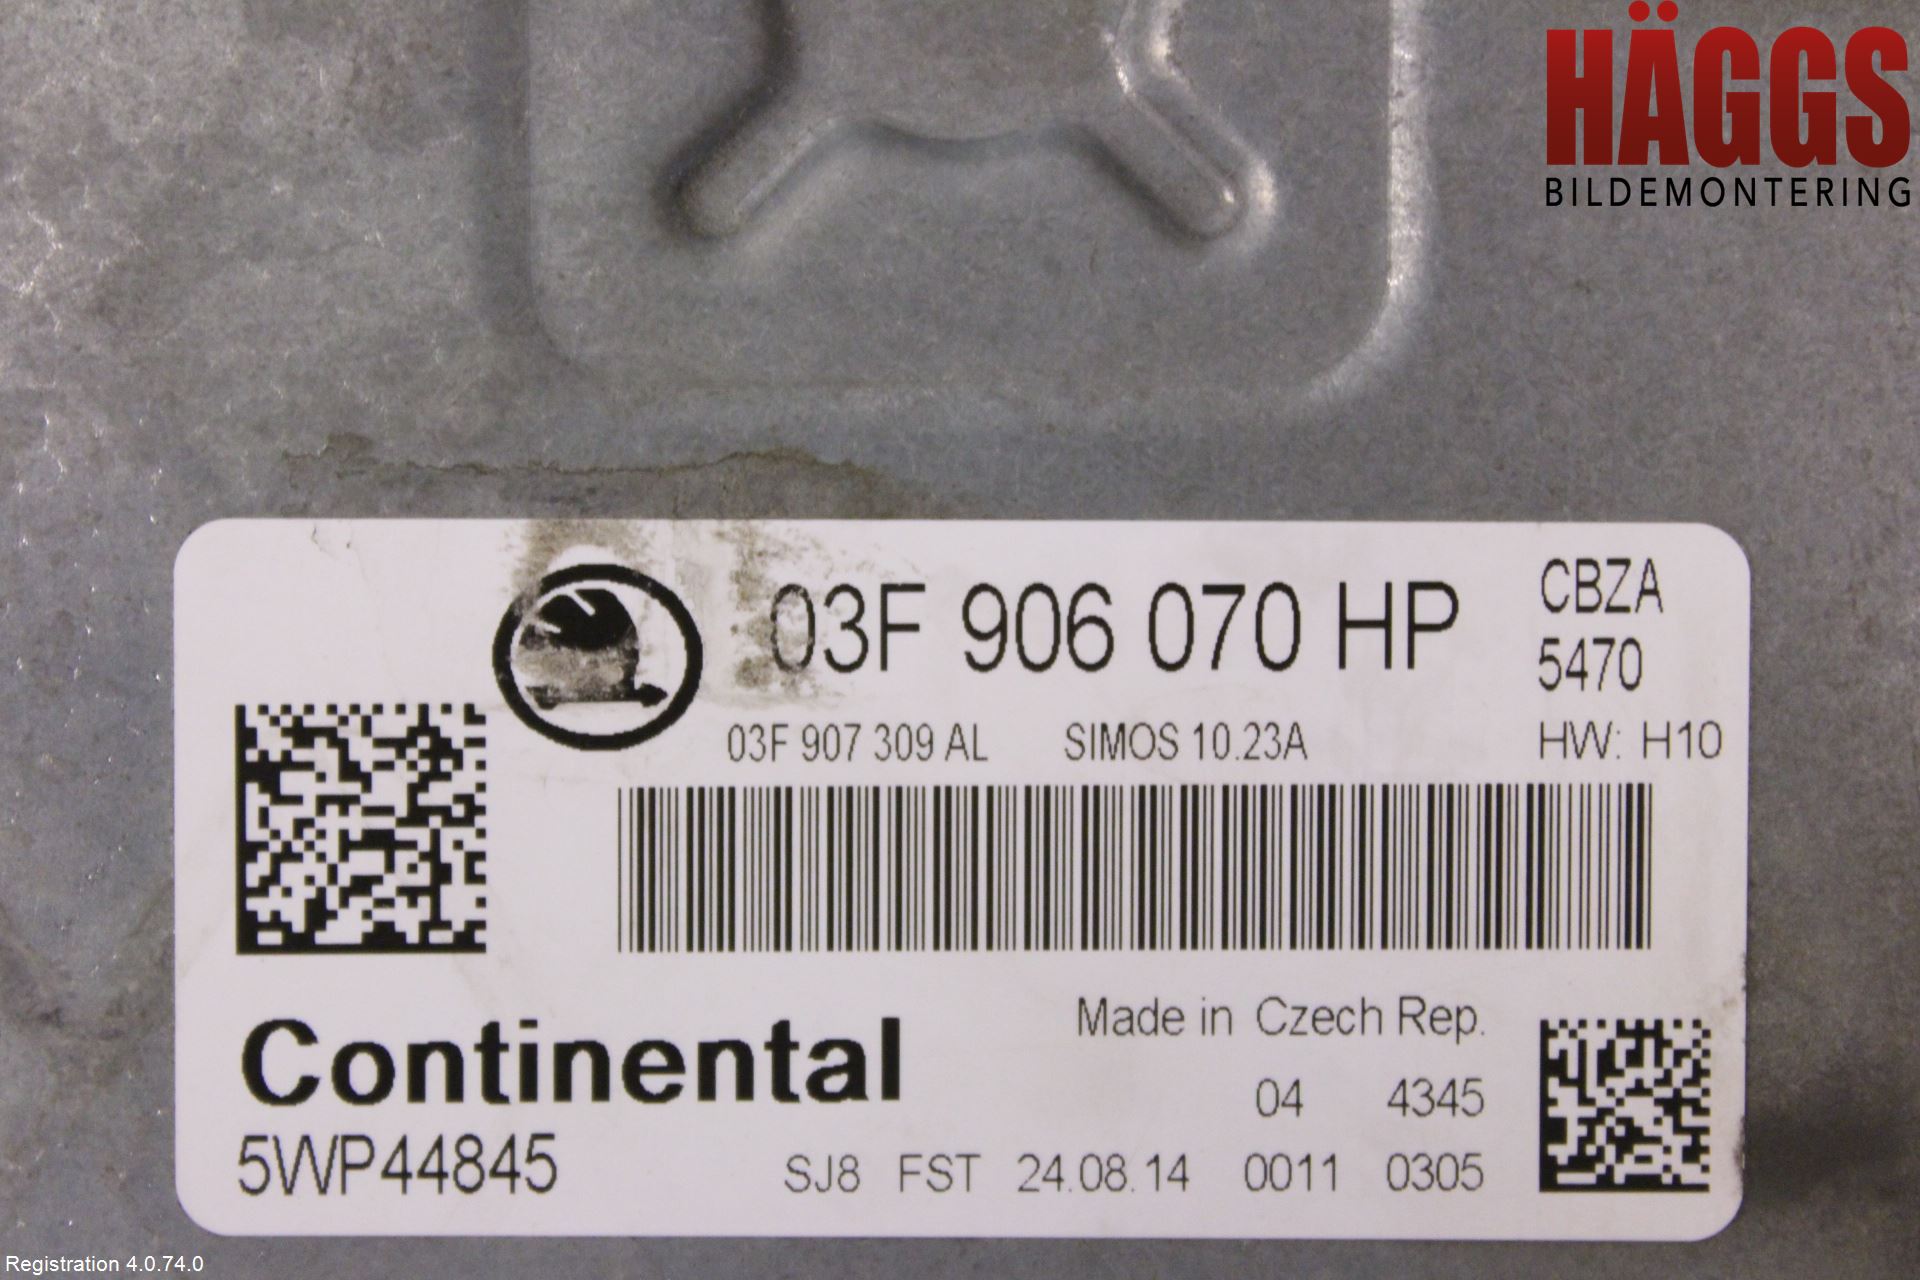 HÄGGS
BILDEMONTERING
03F 906 070 HP
CBZA
5470
03F 907 309 AL SIMOS 10.23A HW: H10
Made in Czech Rep.
Continental
04 4345
5WP44845
SJ8 FST 24.08.14 0011 0305
Registration 4.0.74.0